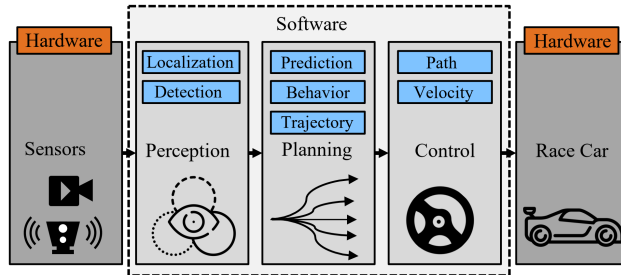 Software
Hardware
Sensors
Localization
Detection
Perception
Prediction
Behavior
Trajectory
Planning
Path
Velocity
Control
Hardware
Race Car